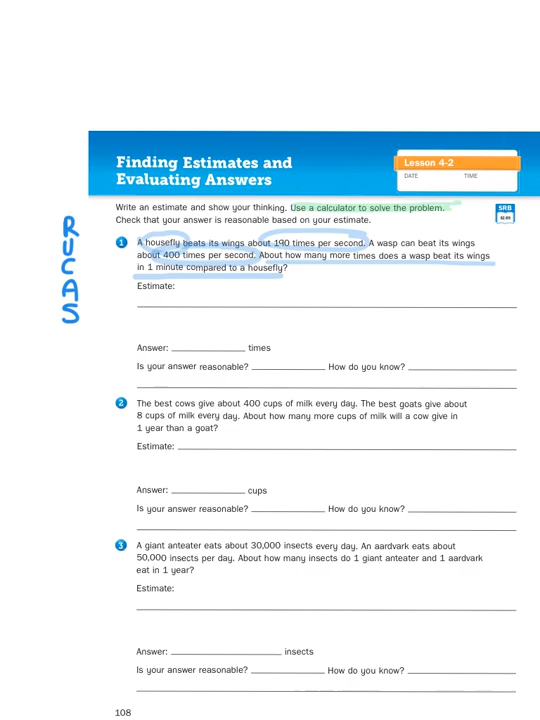 Finding Estimates and
Evaluating Answers
Lesson 4-2
DATE TIME
Write an estimate and show your thinking. Use a calculator to solve the problem.
Check that your answer is reasonable based on your estimate.
SRB
RUCAS
1 A housefly beats its wings about 190 times per second. A wasp can beat its wings
about 400 times per second. About how many more times does a wasp beat its wings
in 1 minute compared to a housefly?
Estimate:
Answer: times
Is your answer reasonable? How do you know?
2 The best cows give about 400 cups of milk every day. The best goats give about
8 cups of milk every day. About how many more cups of milk will a cow give in
1 year than a goat?
Estimate:
Answer: cups
Is your answer reasonable? How do you know?
3 A giant anteater eats about 30,000 insects every day. An aardvark eats about
50,000 insects per day. About how many insects do 1 giant anteater and 1 aardvark
eat in 1 year?
Estimate:
Answer: insects
Is your answer reasonable? How do you know?
108